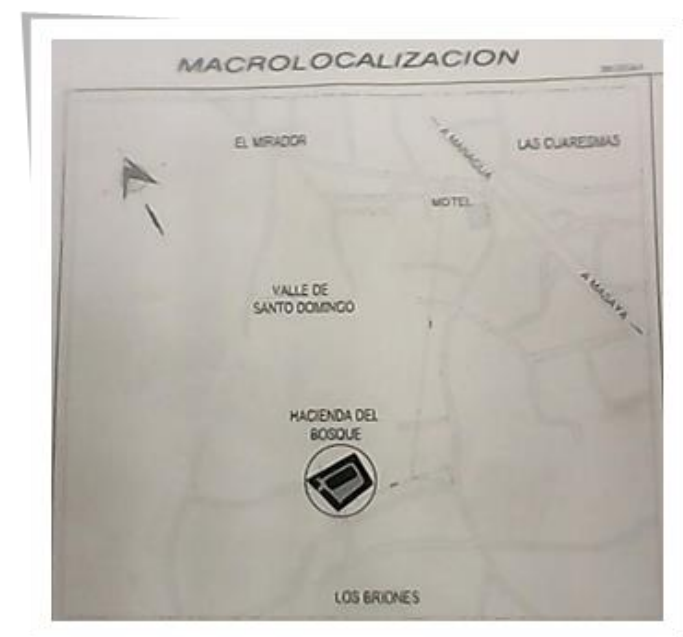 MACROLOCALIZACION
EL MIRADOR
— A MANAGUA
LAS CUARESMAS
MOTEL
VALLE DE
SANTO DOMINGO
A MASAYA —
HACIENDA DEL
BOSQUE
LOS BRIONES